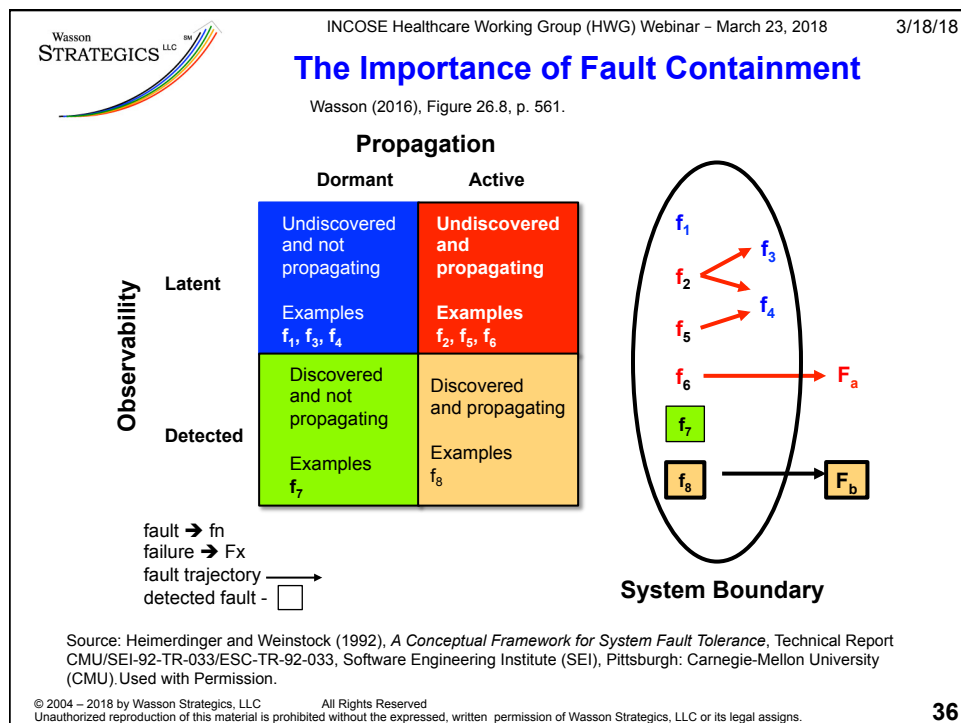 Wasson
STRATEGICS LLC SM
INCOSE Healthcare Working Group (HWG) Webinar – March 23, 2018
3/18/18
The Importance of Fault Containment
Wasson (2016), Figure 26.8, p. 561.
Propagation
Dormant
Active
Observability
Latent
Detected
Undiscovered
and not
propagating
Examples
f1, f3, f4
Undiscovered
and
propagating
Examples
f2, f5, f6
Discovered
and not
propagating
Examples
f7
Discovered
and propagating
Examples
f8
f1
f3
f2
f4
f5
f6
Fa
f7
f8
Fb
System Boundary
fault ➔ fn
failure ➔ Fx
fault trajectory
detected fault -
Source: Heimerdinger and Weinstock (1992), A Conceptual Framework for System Fault Tolerance, Technical Report
CMU/SEI-92-TR-033/ESC-TR-92-033, Software Engineering Institute (SEI), Pittsburgh: Carnegie-Mellon University
(CMU).Used with Permission.
© 2004 – 2018 by Wasson Strategics, LLC All Rights Reserved
Unauthorized reproduction of this material is prohibited without the expressed, written permission of Wasson Strategics, LLC or its legal assigns.
36